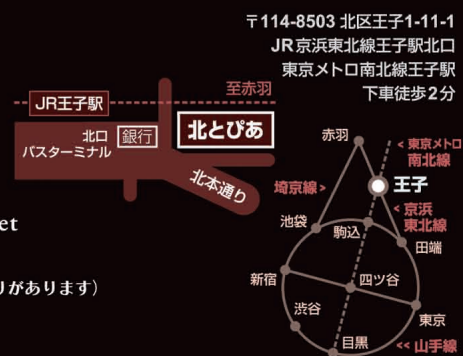 〒114-8503 北区王子1-11-1
JR京浜東北線王子駅北口
東京メトロ南北線王子駅
下車徒歩2分
至赤羽
JR王子駅
北口
バスターミナル
銀行
北とぴあ
北本通り
et
りがあります）
赤羽
< 東京メトロ
南北線
王子
埼京線 >
< 京浜
東北線
池袋
駒込
田端
新宿
四ツ谷
渋谷
東京
目黒
<< 山手線